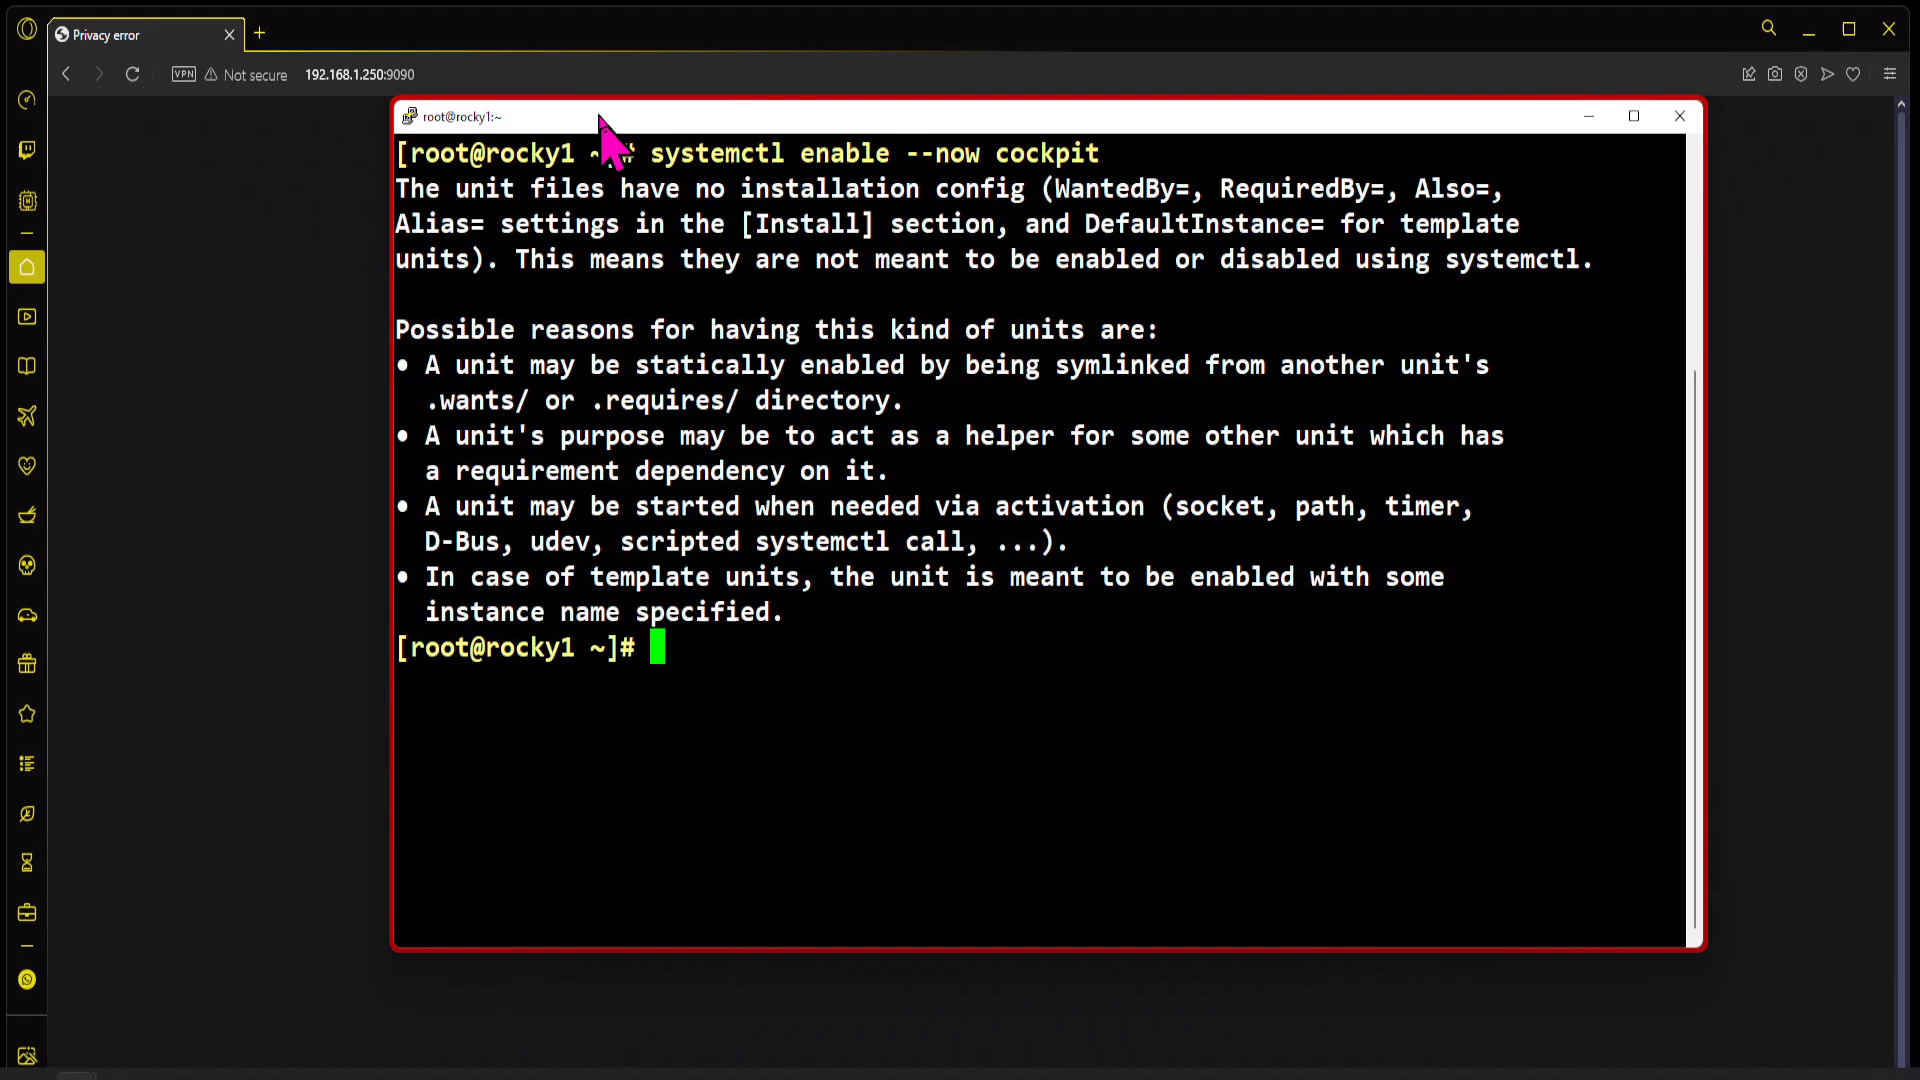 Privacy error
VPN Not secure 192.168.1.250:9090
root@rocky1:~
[root@rocky1 ~]# systemctl enable --now cockpit
The unit files have no installation config (WantedBy=, RequiredBy=, Also=,
Alias= settings in the [Install] section, and DefaultInstance= for template
units). This means they are not meant to be enabled or disabled using systemctl.
Possible reasons for having this kind of units are:
• A unit may be statically enabled by being symlinked from another unit's
.wants/ or .requires/ directory.
• A unit's purpose may be to act as a helper for some other unit which has
a requirement dependency on it.
• A unit may be started when needed via activation (socket, path, timer,
D-Bus, udev, scripted systemctl call, ...).
• In case of template units, the unit is meant to be enabled with some
instance name specified.
[root@rocky1 ~]#